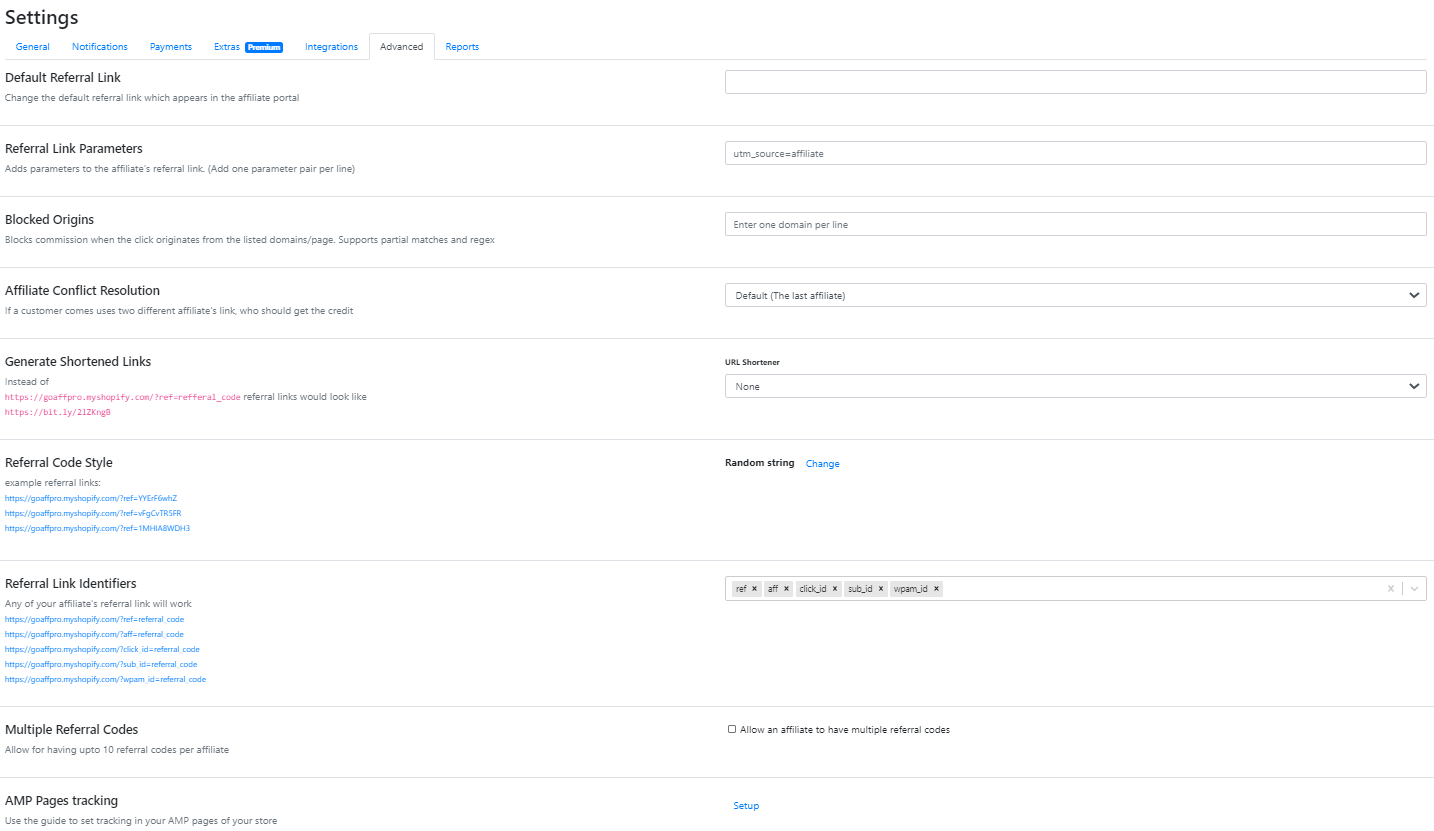 Settings
General Notifications Payments Extras Premium Integrations Advanced Reports
Default Referral Link
Change the default referral link which appears in the affiliate portal
Referral Link Parameters
Adds parameters to the affiliate's referral link. (Add one parameter pair per line)
utm_source=affiliate
Blocked Origins
Blocks commission when the click originates from the listed domains/page. Supports partial matches and regex
Enter one domain per line
Affiliate Conflict Resolution
If a customer comes uses two different affiliate's link, who should get the credit
Default (The last affiliate)
Generate Shortened Links
Instead of
https://goaffpro.myshopify.com/?ref=refferal_code referral links would look like
https://bit.ly/2lZKngB
URL Shortener
None
Referral Code Style
example referral links:
https://goaffpro.myshopify.com/?ref=YYErF6whZ
https://goaffpro.myshopify.com/?ref=vFgCvTR5FR
https://goaffpro.myshopify.com/?ref=1MHIA8WDH3
Random string Change
Referral Link Identifiers
Any of your affiliate's referral link will work
https://goaffpro.myshopify.com/?ref=referral_code
https://goaffpro.myshopify.com/?aff=referral_code
https://goaffpro.myshopify.com/?click_id=referral_code
https://goaffpro.myshopify.com/?sub_id=referral_code
https://goaffpro.myshopify.com/?wpam_id=referral_code
ref × aff × click_id × sub_id × wpam_id ×
Multiple Referral Codes
Allow for having upto 10 referral codes per affiliate
Allow an affiliate to have multiple referral codes
AMP Pages tracking
Use the guide to set tracking in your AMP pages of your store
Setup